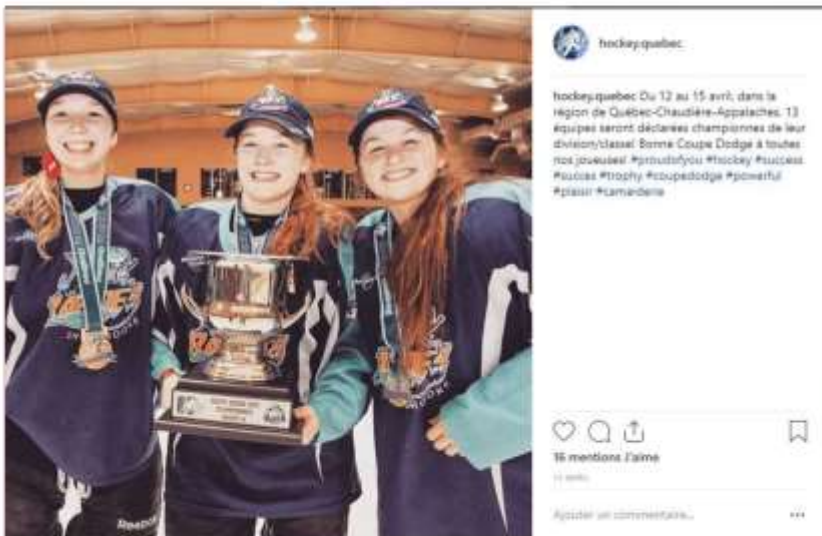 hockey.quebec
hockey.quebec Du 12 au 15 avril, dans la
région de Québec-Chaudière-Appalaches, 13
équipes seront déclarées championnes de leur
division/classe! Bonne Coupe Dodge à toutes
nos joueuses! #proudofyou #hockey #success
#succes #trophy #coupedodge #powerful
#plaisir #camarderie
Reebok
16 mentions J'aime
Ajouter un commentaire...